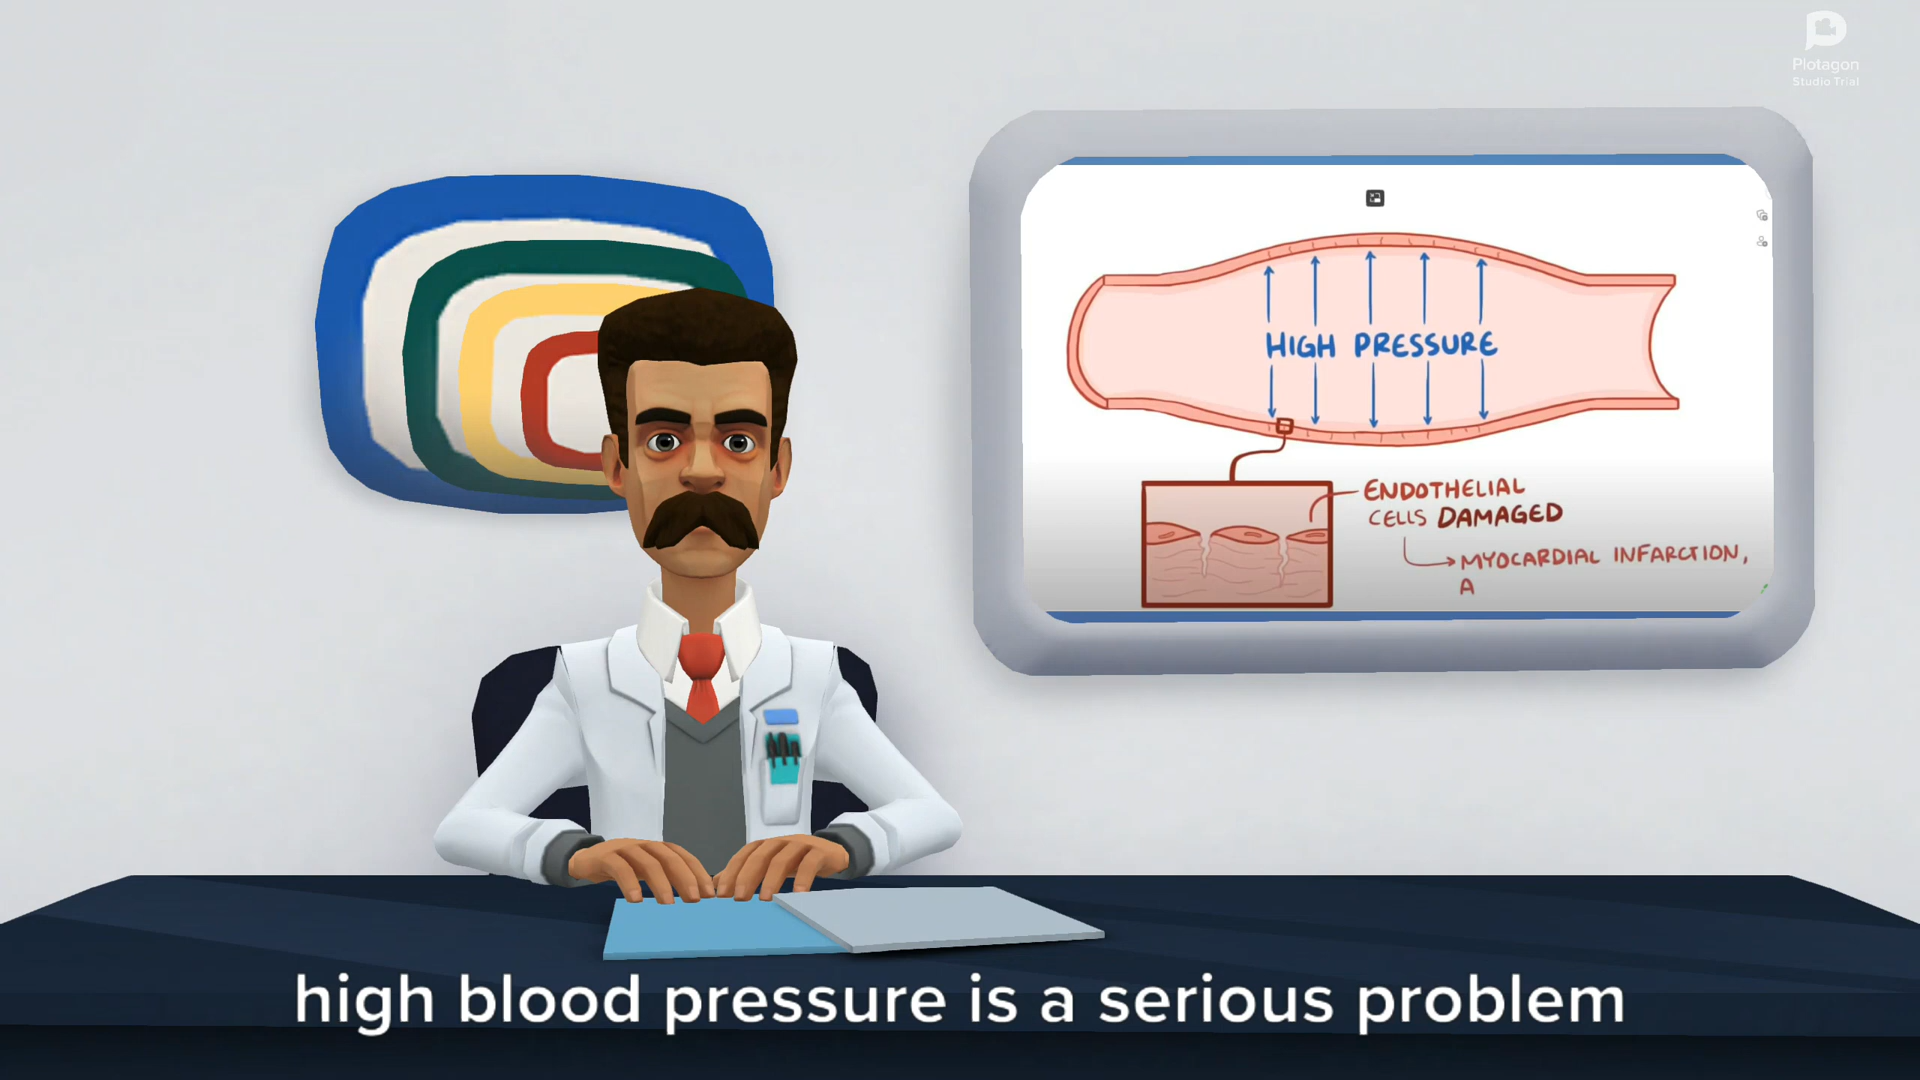 Plotagon
Studio Trial
HIGH PRESSURE
ENDOTHELIAL
CELLS DAMAGED
MYOCARDIAL INFARCTION,
A
high blood pressure is a serious problem